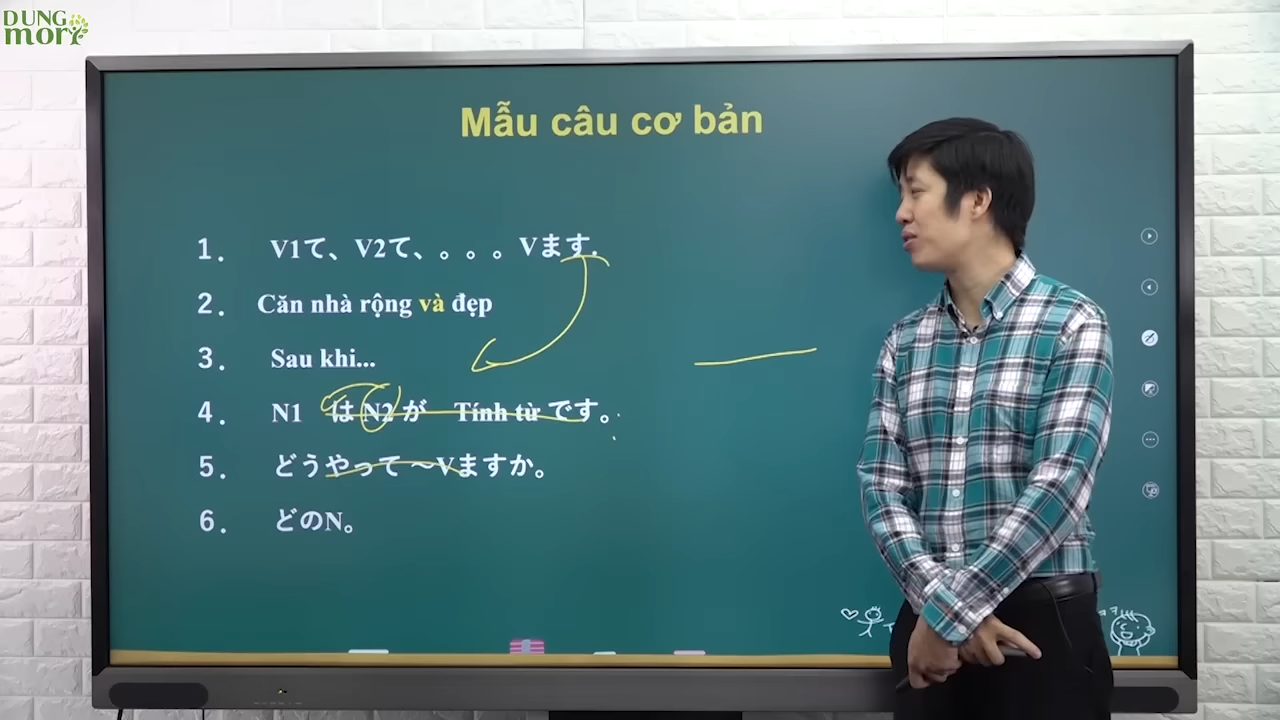 DUNG
mori
Mẫu câu cơ bản
1. V1て、V2て、。。。Vます.
2. Căn nhà rộng và đẹp
3. Sau khi...
4. N1 は N2 が Tính từ です。
5. どうやって〜Vますか。
6. どのN。